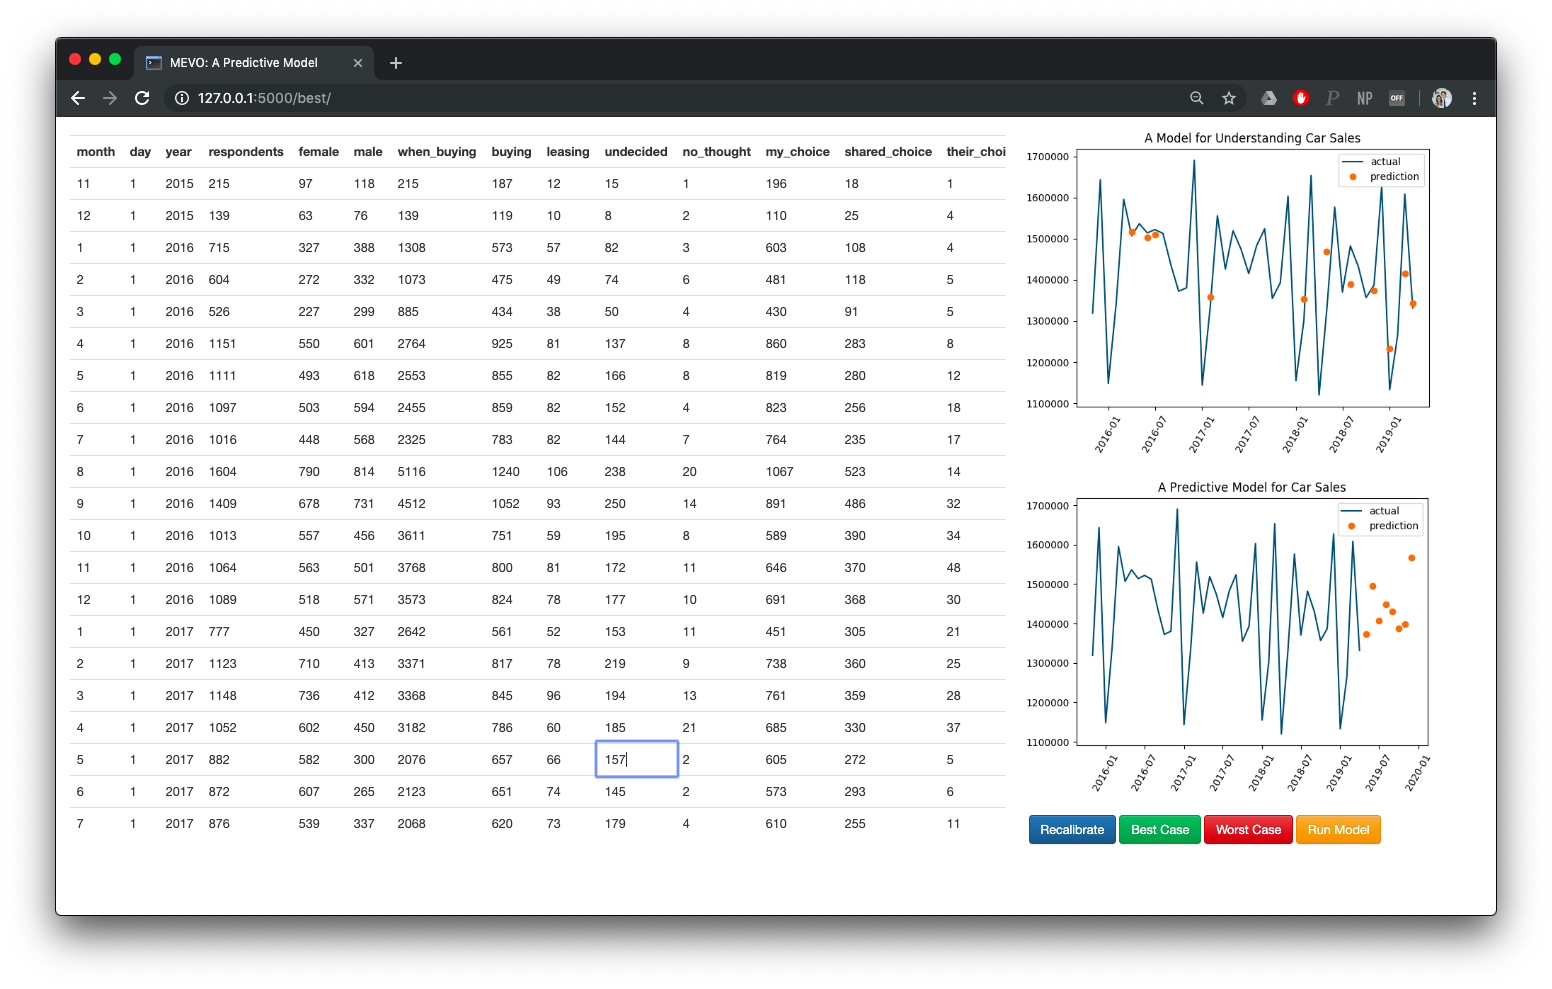 MEVO: A Predictive Model
127.0.0.1:5000/best/
P NP OFF
month day year respondents female male when_buying buying leasing undecided no_thought my_choice shared_choice their_choi
11 1 2015 215 97 118 215 187 12 15 1 196 18 1
12 1 2015 139 63 76 139 119 10 8 2 110 25 4
1 1 2016 715 327 388 1308 573 57 82 3 603 108 4
2 1 2016 604 272 332 1073 475 49 74 6 481 118 5
3 1 2016 526 227 299 885 434 38 50 4 430 91 5
4 1 2016 1151 550 601 2764 925 81 137 8 860 283 8
5 1 2016 1111 493 618 2553 855 82 166 8 819 280 12
6 1 2016 1097 503 594 2455 859 82 152 4 823 256 18
7 1 2016 1016 448 568 2325 783 82 144 7 764 235 17
8 1 2016 1604 790 814 5116 1240 106 238 20 1067 523 14
9 1 2016 1409 678 731 4512 1052 93 250 14 891 486 32
10 1 2016 1013 557 456 3611 751 59 195 8 589 390 34
11 1 2016 1064 563 501 3768 800 81 172 11 646 370 48
12 1 2016 1089 518 571 3573 824 78 177 10 691 368 30
1 1 2017 777 450 327 2642 561 52 153 11 451 305 21
2 1 2017 1123 710 413 3371 817 78 219 9 738 360 25
3 1 2017 1148 736 412 3368 845 96 194 13 761 359 28
4 1 2017 1052 602 450 3182 786 60 185 21 685 330 37
5 1 2017 882 582 300 2076 657 66 157 2 605 272 5
6 1 2017 872 607 265 2123 651 74 145 2 573 293 6
7 1 2017 876 539 337 2068 620 73 179 4 610 255 11
A Model for Understanding Car Sales
actual
prediction
1700000
1600000
1500000
1400000
1300000
1200000
1100000
2016-01 2016-07 2017-01 2017-07 2018-01 2018-07 2019-01
A Predictive Model for Car Sales
actual
prediction
1700000
1600000
1500000
1400000
1300000
1200000
1100000
2016-01 2016-07 2017-01 2017-07 2018-01 2018-07 2019-01 2019-07 2020-01
Recalibrate Best Case Worst Case Run Model